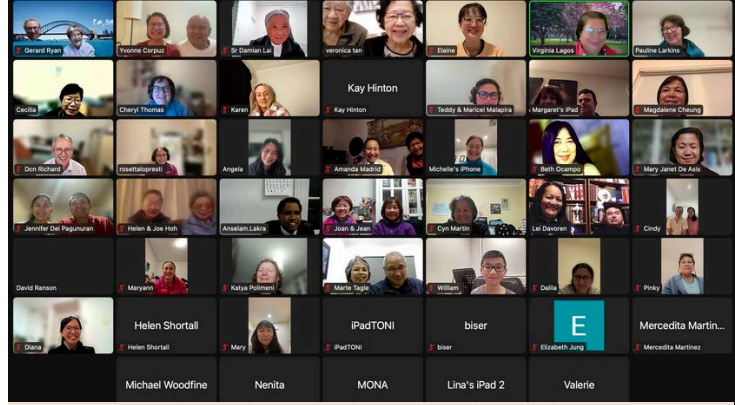 Gerard Ryan
Yvonne Corpuz
Sr Damian Lai
veronica tan
Elaine
Virginia Lagos
Pauline Larkins
Cecilia
Cheryl Thomas
Karen
Kay Hinton
Kay Hinton
Teddy & Maricel Malapira
Margaret's iPad
Magdalene Cheung
Dcn Richard
rosettalopresti
Angela
Amanda Madrid
Michelle's iPhone
Beth Ocampo
Mary Janet De Asis
Jennifer Dei Pagunuran
Helen & Joe Hoh
Anselam.Lakra
Joan & Jean
Cyn Martin
Lei Davoren
Cindy
David Ranson
Maryann
Katya Polimeni
Marte Tagle
William
Dalila
Pinky
Diana
Helen Shortall
Helen Shortall
Mary
iPadTONI
iPadTONI
biser
biser
E
Elizabeth Jung
Mercedita Martin...
Mercedita Martinez
Michael Woodfine
Nenita
MONA
Lina's iPad 2
Valerie